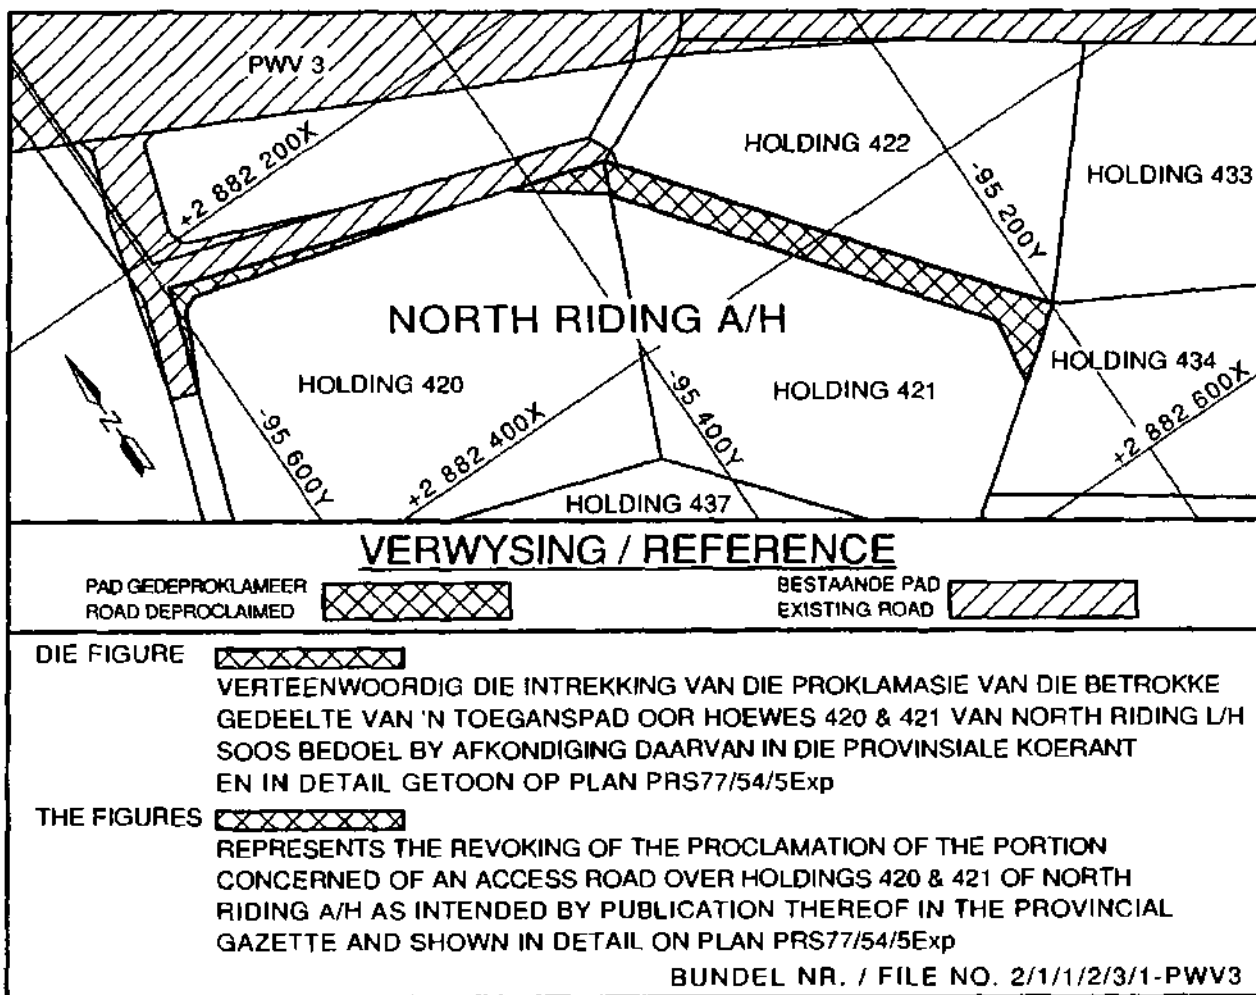 PWV 3
HOLDING 422
HOLDING 433
+2 882 200X
-95 200Y
NORTH RIDING A/H
HOLDING 420
HOLDING 421
HOLDING 434
-95 600Y
+2 882 400X
-95 400Y
+2 882 600X
N
HOLDING 437
VERWYSING / REFERENCE
PAD GEDEPROKLAMEER
ROAD DEPROCLAIMED
BESTAANDE PAD
EXISTING ROAD
DIE FIGURE
VERTEENWOORDIG DIE INTREKKING VAN DIE PROKLAMASIE VAN DIE BETROKKE
GEDEELTE VAN 'N TOEGANSPAD OOR HOEWES 420 & 421 VAN NORTH RIDING L/H
SOOS BEDOEL BY AFKONDIGING DAARVAN IN DIE PROVINSIALE KOERANT
EN IN DETAIL GETOON OP PLAN PRS77/54/5Exp
THE FIGURES
REPRESENTS THE REVOKING OF THE PROCLAMATION OF THE PORTION
CONCERNED OF AN ACCESS ROAD OVER HOLDINGS 420 & 421 OF NORTH
RIDING A/H AS INTENDED BY PUBLICATION THEREOF IN THE PROVINCIAL
GAZETTE AND SHOWN IN DETAIL ON PLAN PRS77/54/5Exp
BUNDEL NR. / FILE NO. 2/1/1/2/3/1-PWV3